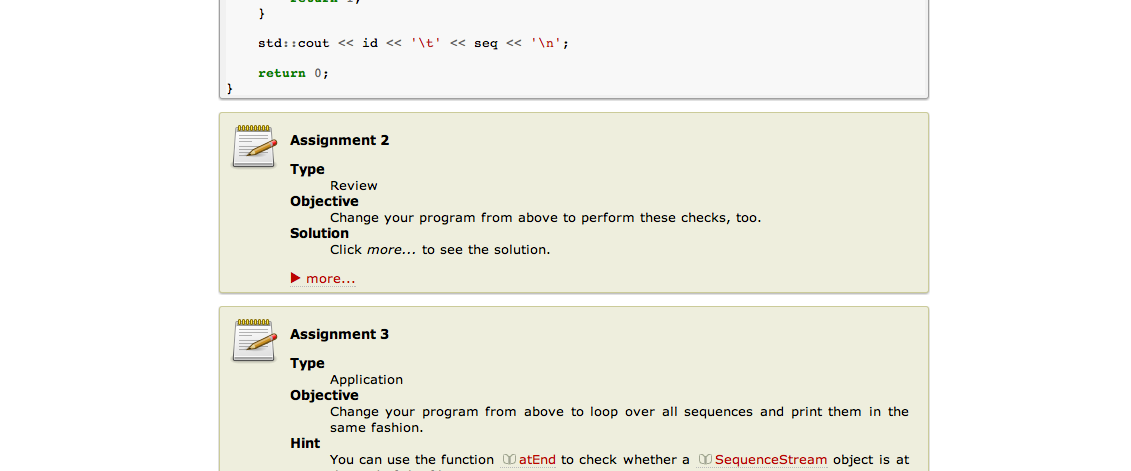 }
std::cout << id << '\t' << seq << '\n';
return 0;
}
Assignment 2
Type
Review
Objective
Change your program from above to perform these checks, too.
Solution
Click more... to see the solution.
more...
Assignment 3
Type
Application
Objective
Change your program from above to loop over all sequences and print them in the
same fashion.
Hint
You can use the function atEnd to check whether a SequenceStream object is at